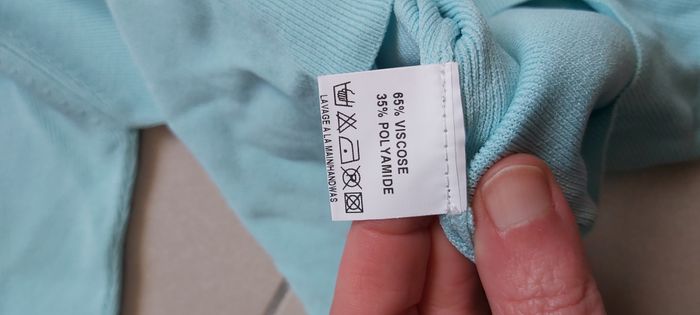 65% VISCOSE
35% POLYAMIDE
LAVAGE A LA MAIN/HANDWAS